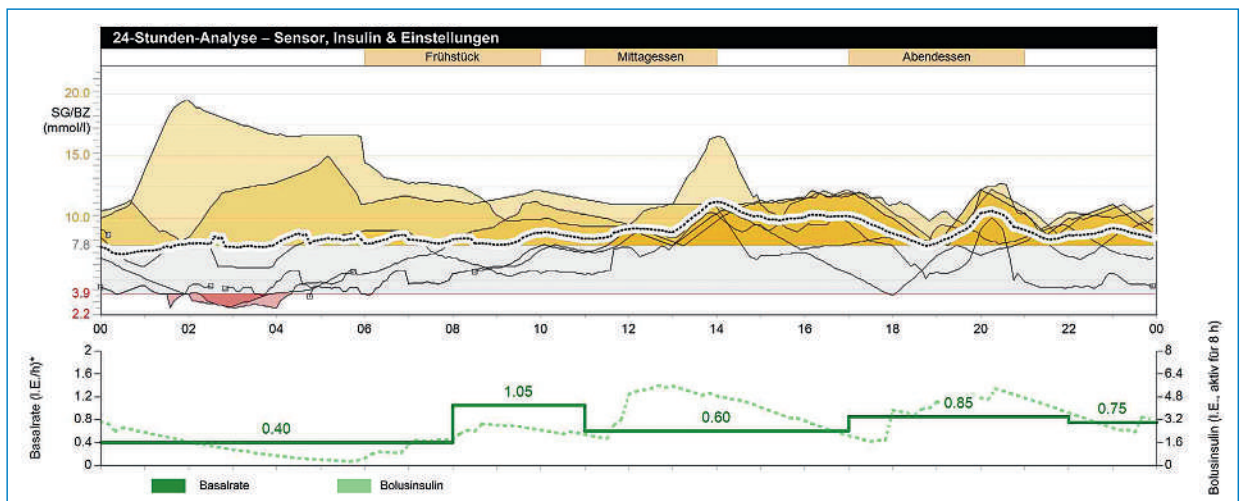 24-Stunden-Analyse – Sensor, Insulin & Einstellungen
Frühstück Mittagessen Abendessen
20.0
SG/BZ
(mmol/l)
15.0
10.0
7.8
3.9
2.2
00 02 04 06 08 10 12 14 16 18 20 22 00
Basalrate (I.E./h)*
2
1.6
1.2
0.8
0.4
0
0.40 1.05 0.60 0.85 0.75
8
6.4
4.8
3.2
1.6
0
Bolusinsulin (I.E., aktiv für 8 h)
Basalrate Bolusinsulin